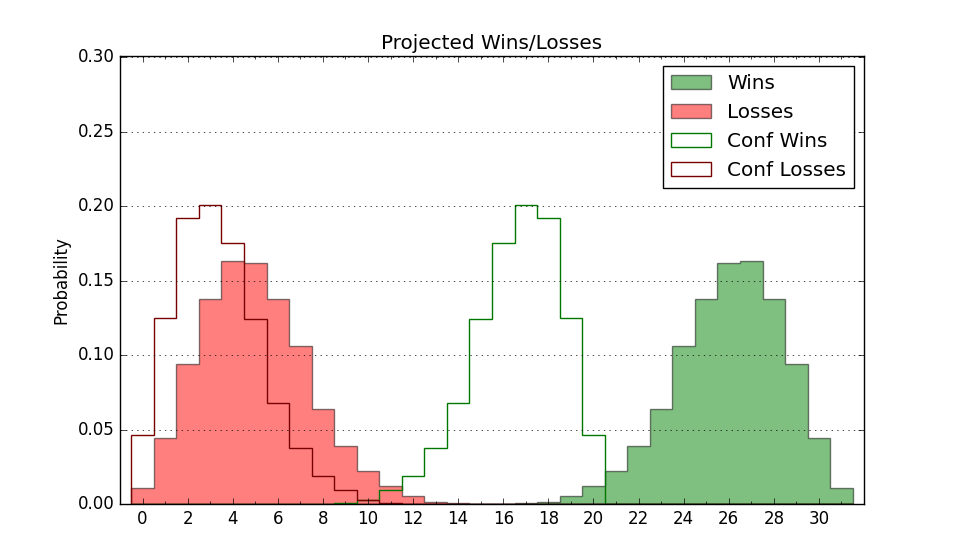 Projected Wins/Losses
0.30
0.25
0.20
0.15
0.10
0.05
0.00
Probability
Wins
Losses
Conf Wins
Conf Losses
0 2 4 6 8 10 12 14 16 18 20 22 24 26 28 30